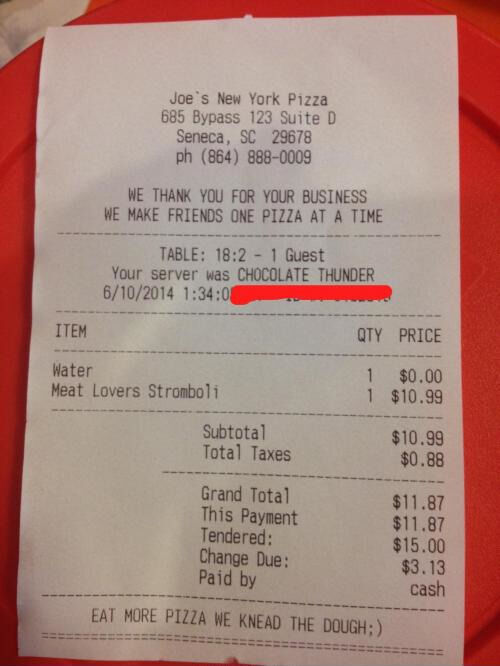 Joe`s New York Pizza
685 Bypass 123 Suite D
Seneca, SC 29678
ph (864) 888-0009
WE THANK YOU FOR YOUR BUSINESS
WE MAKE FRIENDS ONE PIZZA AT A TIME
TABLE: 18:2 - 1 Guest
Your server was CHOCOLATE THUNDER
6/10/2014 1:34:0
ITEM QTY PRICE
Water 1 $0.00
Meat Lovers Stromboli 1 $10.99
Subtotal $10.99
Total Taxes $0.88
Grand Total $11.87
This Payment $11.87
Tendered: $15.00
Change Due: $3.13
Paid by cash
EAT MORE PIZZA WE KNEAD THE DOUGH;)